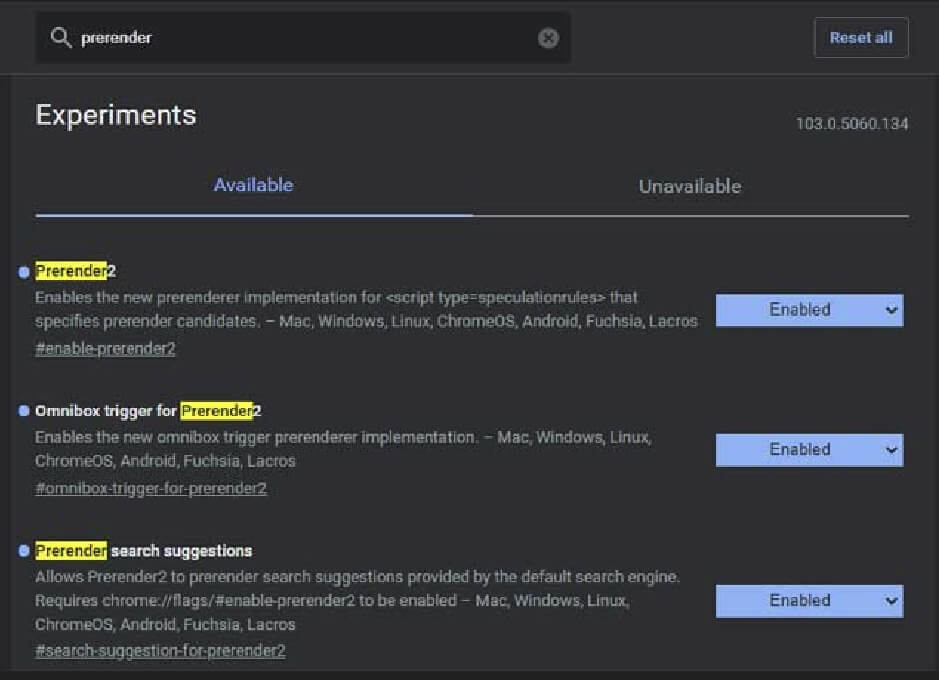 prerender
Reset all
Experiments
103.0.5060.134
Available
Unavailable
Prerender2
Enables the new prerenderer implementation for <script type=speculationrules> that
specifies prerender candidates. – Mac, Windows, Linux, ChromeOS, Android, Fuchsia, Lacros
#enable-prerender2
Enabled
Omnibox trigger for Prerender2
Enables the new omnibox trigger prerenderer implementation. – Mac, Windows, Linux,
ChromeOS, Android, Fuchsia, Lacros
#omnibox-trigger-for-prerender2
Enabled
Prerender search suggestions
Allows Prerender2 to prerender search suggestions provided by the default search engine.
Requires chrome://flags/#enable-prerender2 to be enabled – Mac, Windows, Linux,
ChromeOS, Android, Fuchsia, Lacros
#search-suggestion-for-prerender2
Enabled